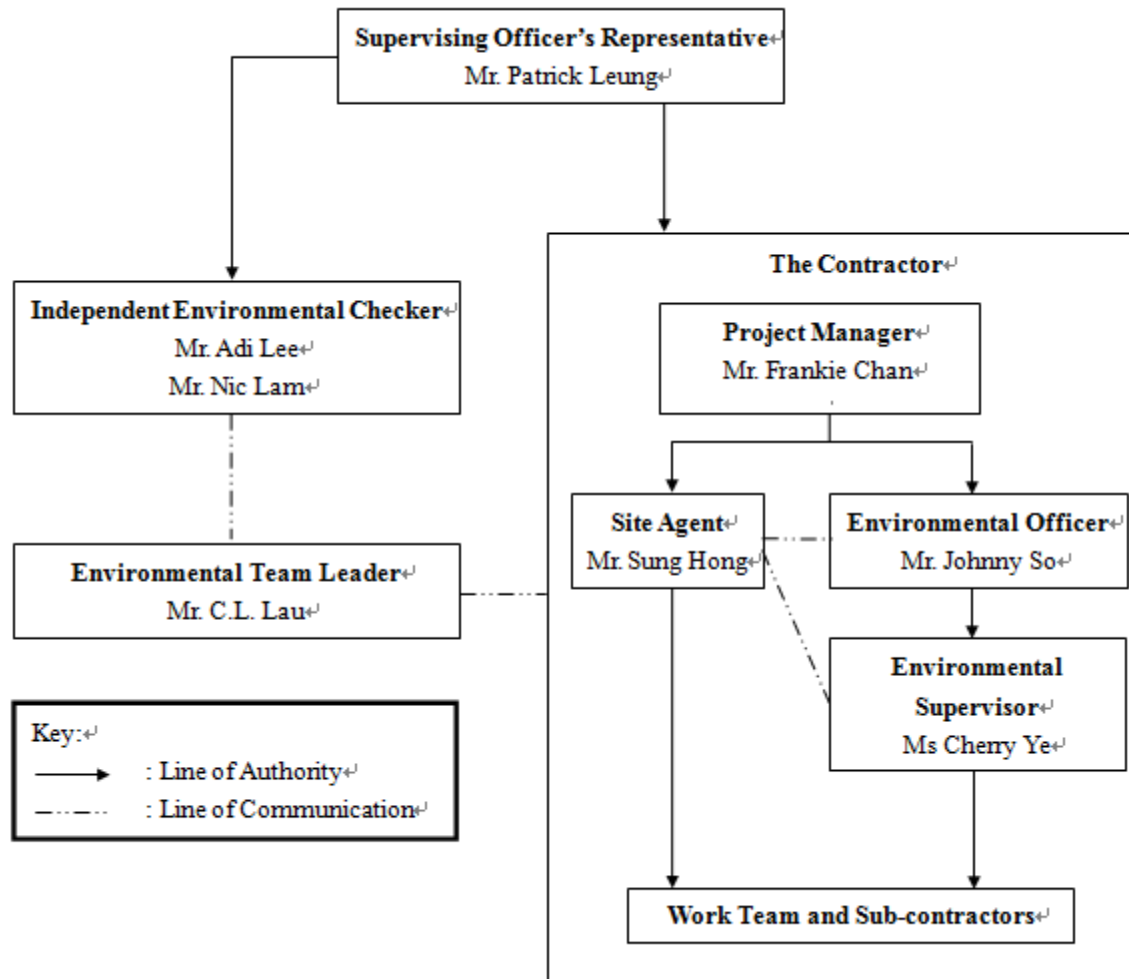 Supervising Officer’s Representative↵
Mr. Patrick Leung↵
Independent Environmental Checker↵
Mr. Adi Lee↵
Mr. Nic Lam↵
Environmental Team Leader↵
Mr. C.L. Lau↵
Key:↵
: Line of Authority↵
: Line of Communication↵
The Contractor↵
Project Manager↵
Mr. Frankie Chan↵
Site Agent↵
Mr. Sung Hong↵
Environmental Officer↵
Mr. Johnny So↵
Environmental
Supervisor↵
Ms Cherry Ye↵
Work Team and Sub-contractors↵